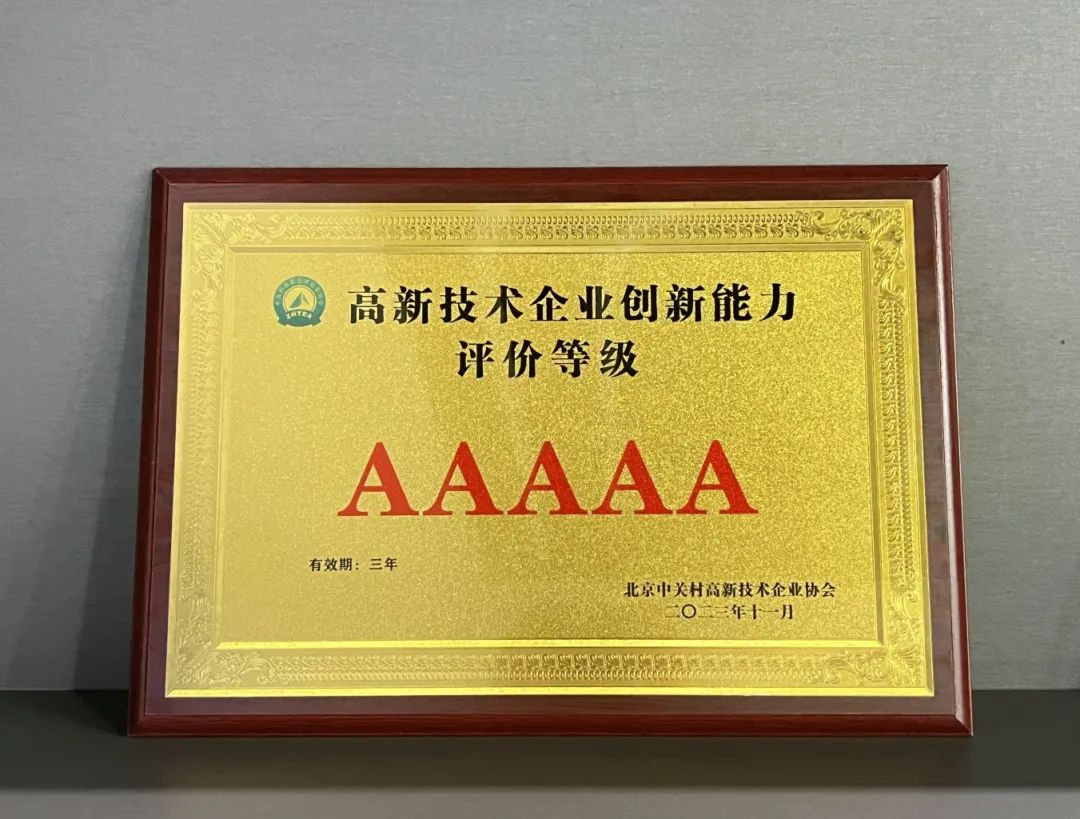 ZHTEA
高新技术企业创新能力
评价等级
AAAAA
有效期：三年
北京中关村高新技术企业协会
二〇二三年十一月